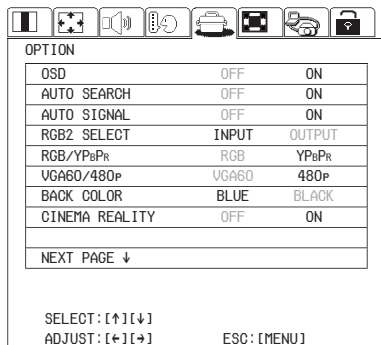 OPTION
OSD OFF ON
AUTO SEARCH OFF ON
AUTO SIGNAL OFF ON
RGB2 SELECT INPUT OUTPUT
RGB/YPBPR RGB YPBPR
VGA60/480P VGA60 480P
BACK COLOR BLUE BLACK
CINEMA REALITY OFF ON
NEXT PAGE ↓
SELECT:[↑][↓]
ADJUST:[←][→] ESC:[MENU]